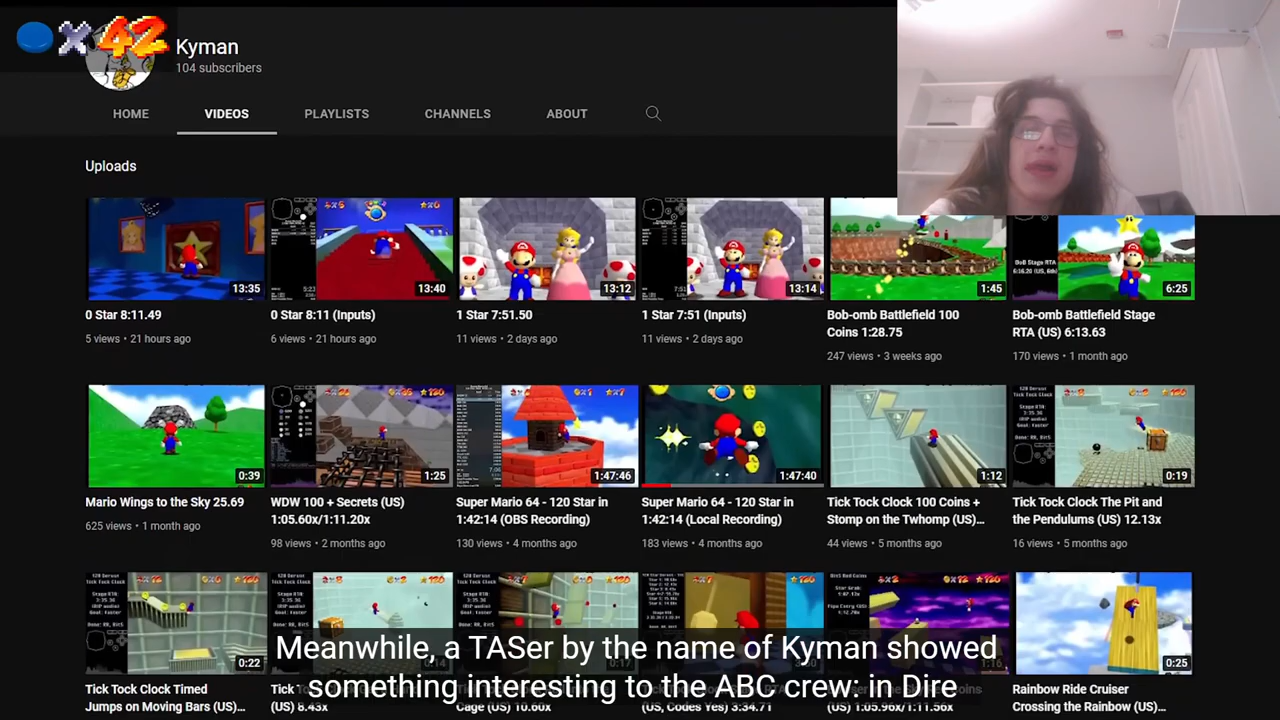 x42
Kyman
104 subscribers
HOME VIDEOS PLAYLISTS CHANNELS ABOUT
Uploads
13:35 13:40 13:12 13:14 1:45 6:25
0 Star 8:11.49
5 views • 21 hours ago
0 Star 8:11 (Inputs)
6 views • 21 hours ago
1 Star 7:51.50
11 views • 2 days ago
1 Star 7:51 (Inputs)
11 views • 2 days ago
Bob-omb Battlefield 100
Coins 1:28.75
247 views • 3 weeks ago
Bob-omb Battlefield Stage
RTA (US) 6:13.63
170 views • 1 month ago
0:39 1:25 1:47:46 1:47:40 1:12 0:19
Mario Wings to the Sky 25.69
625 views • 1 month ago
WDW 100 + Secrets (US)
1:05.60x/1:11.20x
98 views • 2 months ago
Super Mario 64 - 120 Star in
1:42:14 (OBS Recording)
130 views • 4 months ago
Super Mario 64 - 120 Star in
1:42:14 (Local Recording)
183 views • 4 months ago
Tick Tock Clock 100 Coins +
Stomp on the Thwomp (US)...
44 views • 5 months ago
Tick Tock Clock The Pit and
the Pendulums (US) 12.13x
16 views • 5 months ago
0:22 0:25
Tick Tock Clock Timed
Jumps on Moving Bars (US)...
Rainbow Ride Cruiser
Crossing the Rainbow (US)...
Meanwhile, a TASer by the name of Kyman showed
something interesting to the ABC crew: in Dire